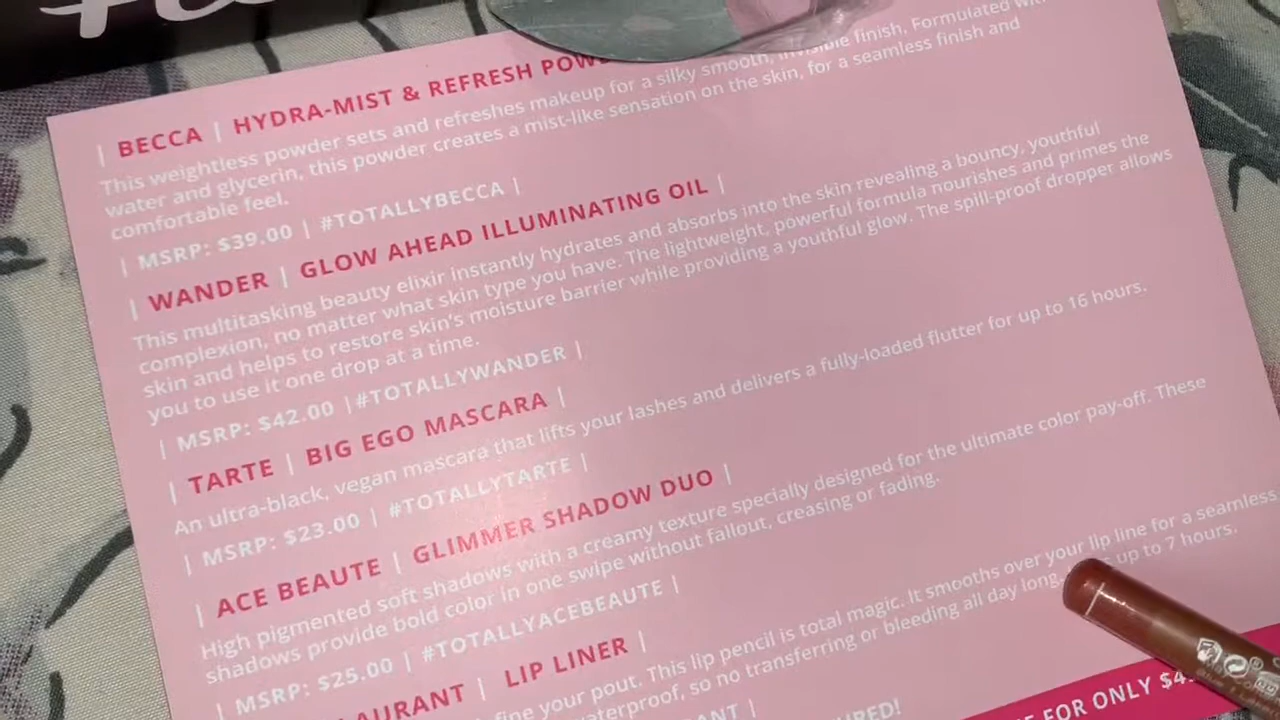 | BECCA | HYDRA-MIST & REFRESH
This weightless powder sets and refreshes makeup for a silky smooth, invisible finish. Formulated
water and glycerin, this powder creates a mist-like sensation on the skin, for a seamless finish and
comfortable feel.
| MSRP: $39.00 | #TOTALLYBECCA |
| WANDER | GLOW AHEAD ILLUMINATING OIL |
This multitasking beauty elixir instantly hydrates and absorbs into the skin revealing a bouncy, youthful
complexion, no matter what skin type you have. The lightweight, powerful formula nourishes and primes the
skin and helps to restore skin's moisture barrier while providing a youthful glow. The spill-proof dropper allows
you to use it one drop at a time.
| MSRP: $42.00 |#TOTALLYWANDER |
| TARTE | BIG EGO MASCARA |
An ultra-black, vegan mascara that lifts your lashes and delivers a fully-loaded flutter for up to 16 hours.
| MSRP: $23.00 | #TOTALLYTARTE |
| ACE BEAUTE | GLIMMER SHADOW DUO |
High pigmented soft shadows with a creamy texture specially designed for the ultimate color pay-off. These
shadows provide bold color in one swipe without fallout, creasing or fading.
| MSRP: $25.00 | #TOTALLYACEBEAUTE |
| LIP LINER |
fine your pout. This lip pencil is total magic. It smooths over your lip line for a seamless
waterproof, so no transferring or bleeding all day long. up to 7 hours.
FOR ONLY